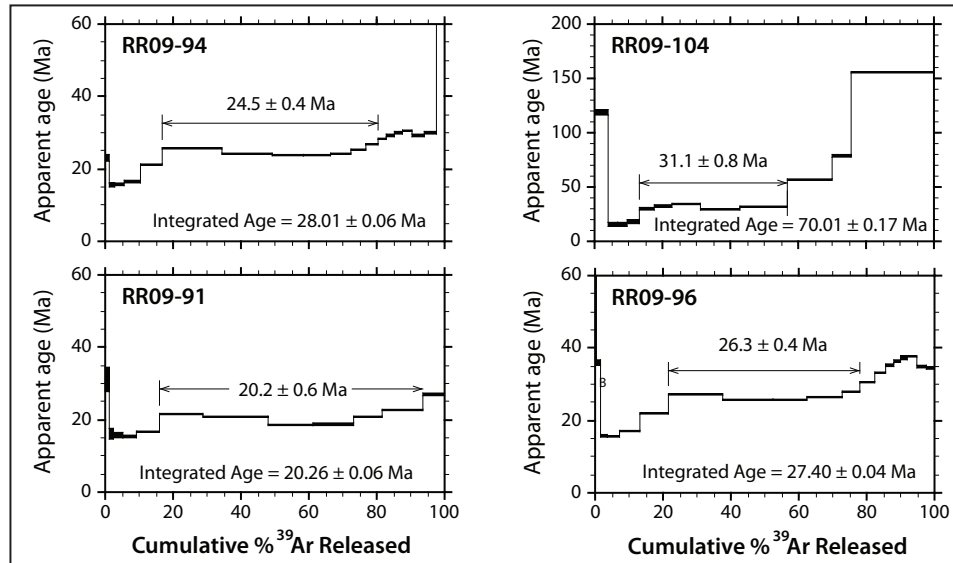 RR09-94
Apparent age (Ma)
60
40
20
0
24.5 ± 0.4 Ma
Integrated Age = 28.01 ± 0.06 Ma
RR09-104
Apparent age (Ma)
200
150
100
50
0
31.1 ± 0.8 Ma
Integrated Age = 70.01 ± 0.17 Ma
RR09-91
Apparent age (Ma)
60
40
20
0
20.2 ± 0.6 Ma
Integrated Age = 20.26 ± 0.06 Ma
0 20 40 60 80 100
Cumulative % ³⁹Ar Released
RR09-96
Apparent age (Ma)
60
40
20
0
3
26.3 ± 0.4 Ma
Integrated Age = 27.40 ± 0.04 Ma
0 20 40 60 80 100
Cumulative % ³⁹Ar Released